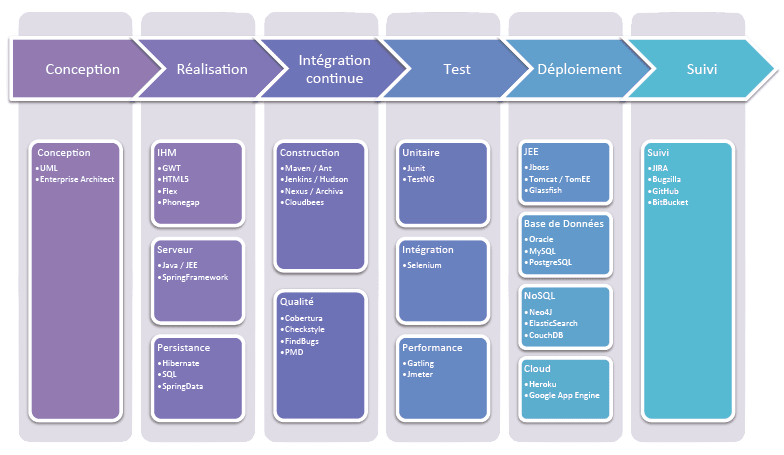 Conception
Réalisation
Intégration
continue
Test
Déploiement
Suivi
Conception
•UML
•Enterprise Architect
IHM
•GWT
•HTML5
•Flex
•Phonegap
Serveur
•Java / JEE
•SpringFramework
Persistance
•Hibernate
•SQL
•SpringData
Construction
•Maven / Ant
•Jenkins / Hudson
•Nexus / Archiva
•Cloudbees
Qualité
•Cobertura
•Checkstyle
•FindBugs
•PMD
Unitaire
•Junit
•TestNG
Intégration
•Selenium
Performance
•Gatling
•Jmeter
JEE
•Jboss
•Tomcat / TomEE
•Glassfish
Base de Données
•Oracle
•MySQL
•PostgreSQL
NoSQL
•Neo4J
•ElasticSearch
•CouchDB
Cloud
•Heroku
•Google App Engine
Suivi
•JIRA
•Bugzilla
•GitHub
•BitBucket